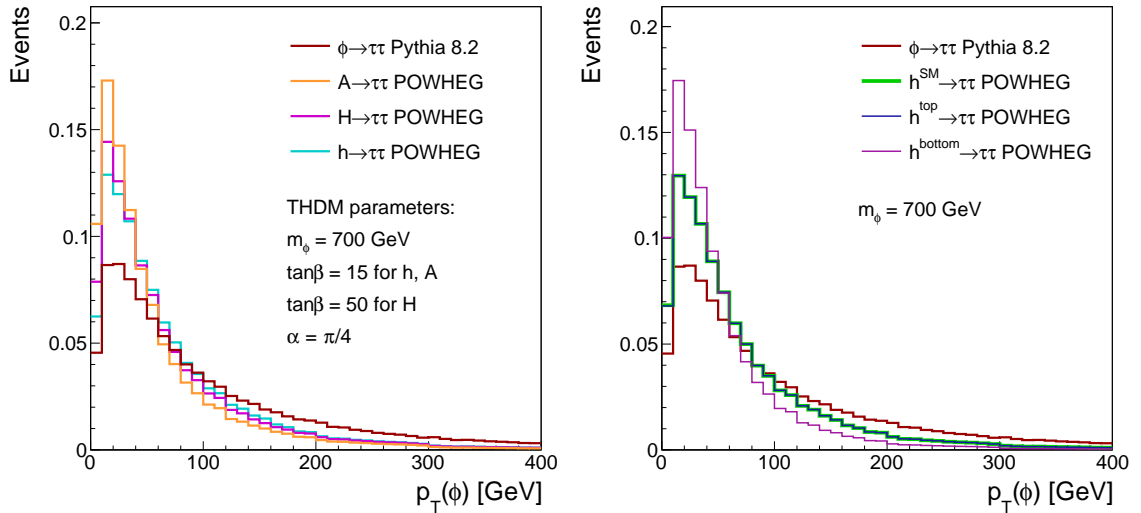 Events
0.2
0.15
0.1
0.05
0
ϕ→ττ Pythia 8.2
A→ττ POWHEG
H→ττ POWHEG
h→ττ POWHEG
THDM parameters:
m_ϕ = 700 GeV
tanβ = 15 for h, A
tanβ = 50 for H
α = π/4
0 100 200 300 400
p_T(ϕ) [GeV]
Events
0.2
0.15
0.1
0.05
0
ϕ→ττ Pythia 8.2
h^SM→ττ POWHEG
h^top→ττ POWHEG
h^bottom→ττ POWHEG
m_ϕ = 700 GeV
0 100 200 300 400
p_T(ϕ) [GeV]